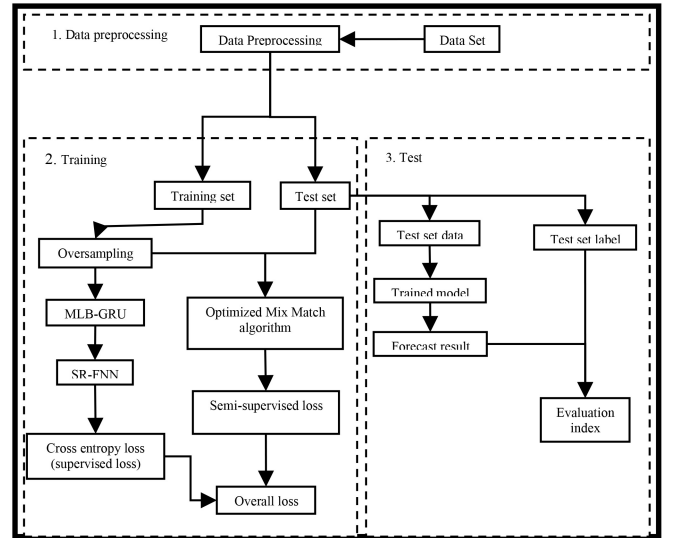 1. Data preprocessing
Data Preprocessing
Data Set
2. Training
3. Test
Training set
Test set
Test set data
Test set label
Oversampling
Trained model
MLB-GRU
Optimized Mix Match
algorithm
Forecast result
SR-FNN
Semi-supervised loss
Evaluation
index
Cross entropy loss
(supervised loss)
Overall loss